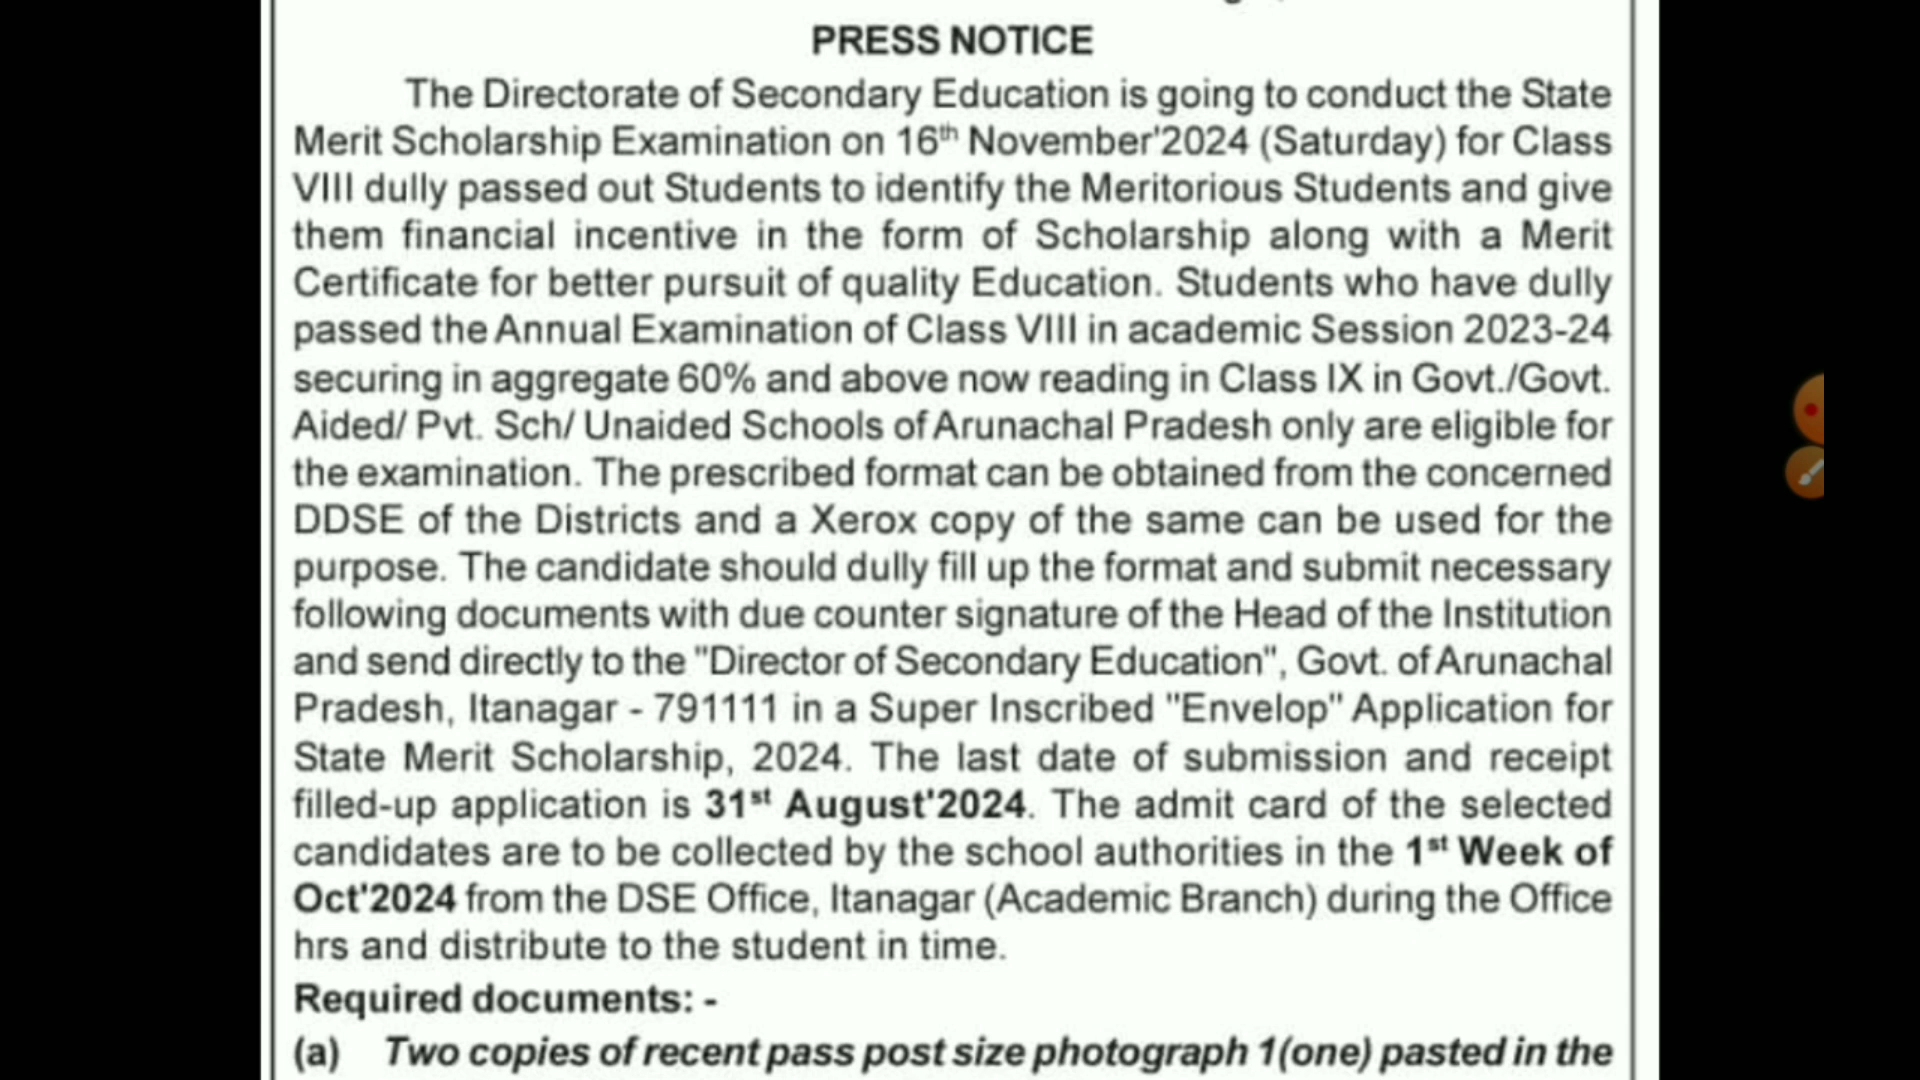 PRESS NOTICE
The Directorate of Secondary Education is going to conduct the State
Merit Scholarship Examination on 16th November'2024 (Saturday) for Class
VIII dully passed out Students to identify the Meritorious Students and give
them financial incentive in the form of Scholarship along with a Merit
Certificate for better pursuit of quality Education. Students who have dully
passed the Annual Examination of Class VIII in academic Session 2023-24
securing in aggregate 60% and above now reading in Class IX in Govt./Govt.
Aided/ Pvt. Sch/ Unaided Schools of Arunachal Pradesh only are eligible for
the examination. The prescribed format can be obtained from the concerned
DDSE of the Districts and a Xerox copy of the same can be used for the
purpose. The candidate should dully fill up the format and submit necessary
following documents with due counter signature of the Head of the Institution
and send directly to the "Director of Secondary Education", Govt. of Arunachal
Pradesh, Itanagar - 791111 in a Super Inscribed "Envelop" Application for
State Merit Scholarship, 2024. The last date of submission and receipt
filled-up application is 31st August'2024. The admit card of the selected
candidates are to be collected by the school authorities in the 1st Week of
Oct'2024 from the DSE Office, Itanagar (Academic Branch) during the Office
hrs and distribute to the student in time.
Required documents: -
(a) Two copies of recent pass post size photograph 1(one) pasted in the